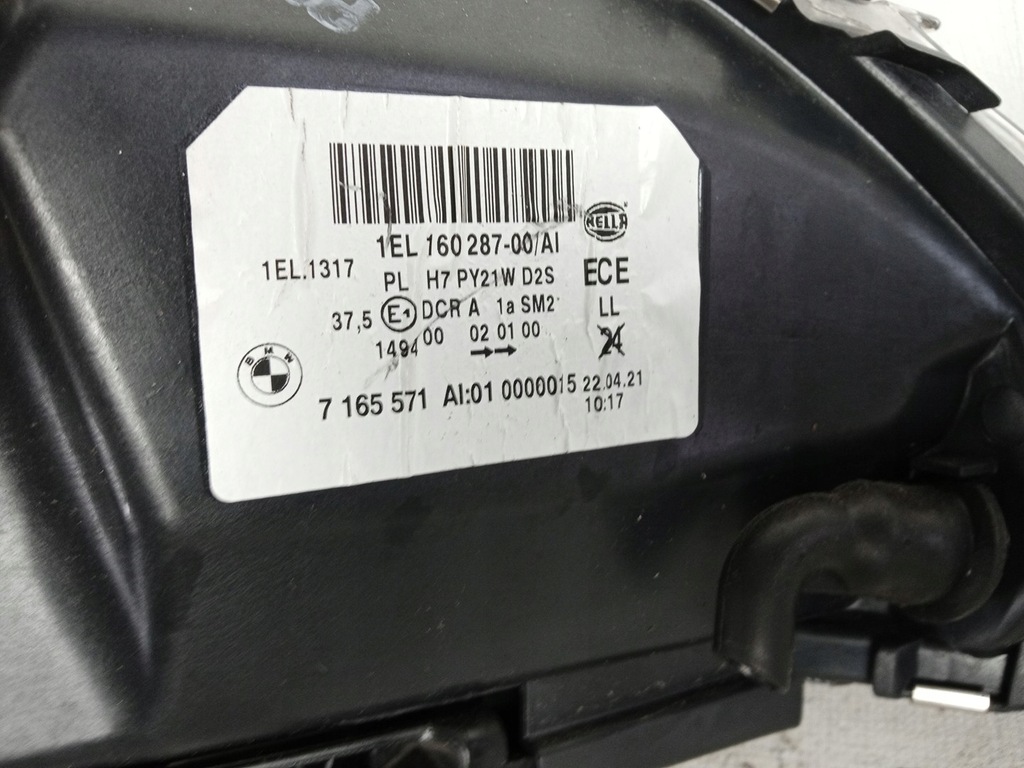 HELLA
1EL 160 287-00/AI
1EL.1317 PL H7 PY21W D2S ECE
37,5 E1 DCR A 1a SM2 LL
1494 00 02 01 00 24
BMW
7 165 571 AI:01 0000015 22.04.21
10:17